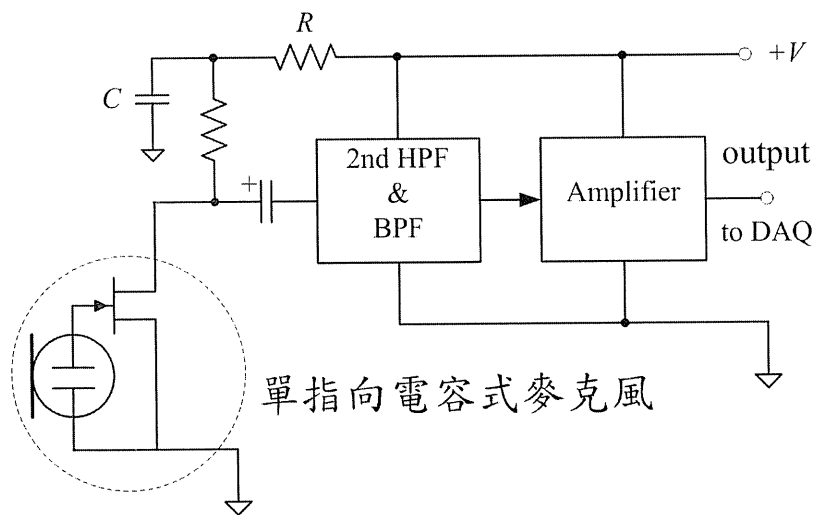 R
+V
C
2nd HPF
&
BPF
Amplifier
output
to DAQ
+
單指向電容式麥克風